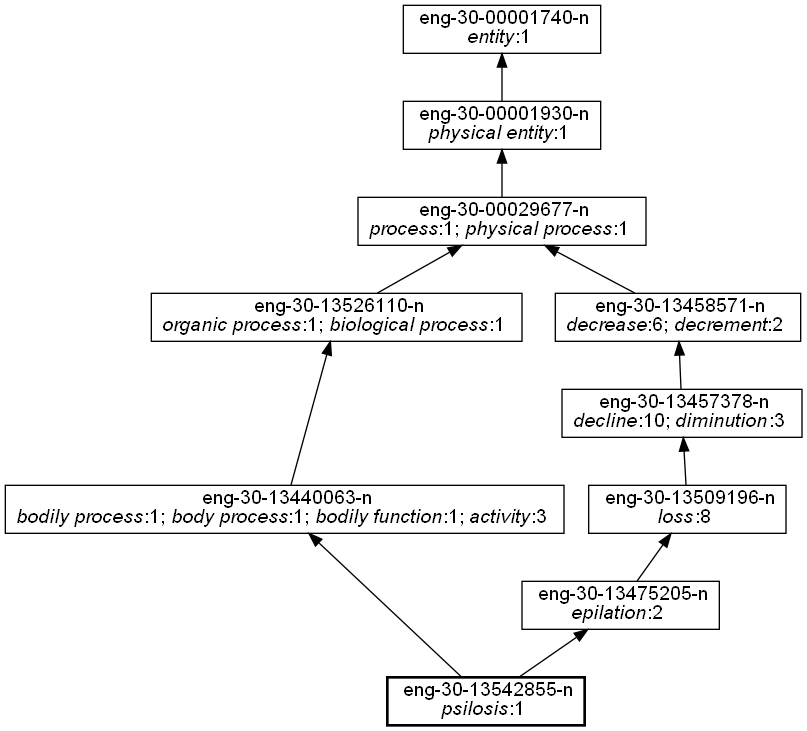 eng-30-00001740-n
entity:1
eng-30-00001930-n
physical entity:1
eng-30-00029677-n
process:1; physical process:1
eng-30-13526110-n
organic process:1; biological process:1
eng-30-13458571-n
decrease:6; decrement:2
eng-30-13457378-n
decline:10; diminution:3
eng-30-13440063-n
bodily process:1; body process:1; bodily function:1; activity:3
eng-30-13509196-n
loss:8
eng-30-13475205-n
epilation:2
eng-30-13542855-n
psilosis:1